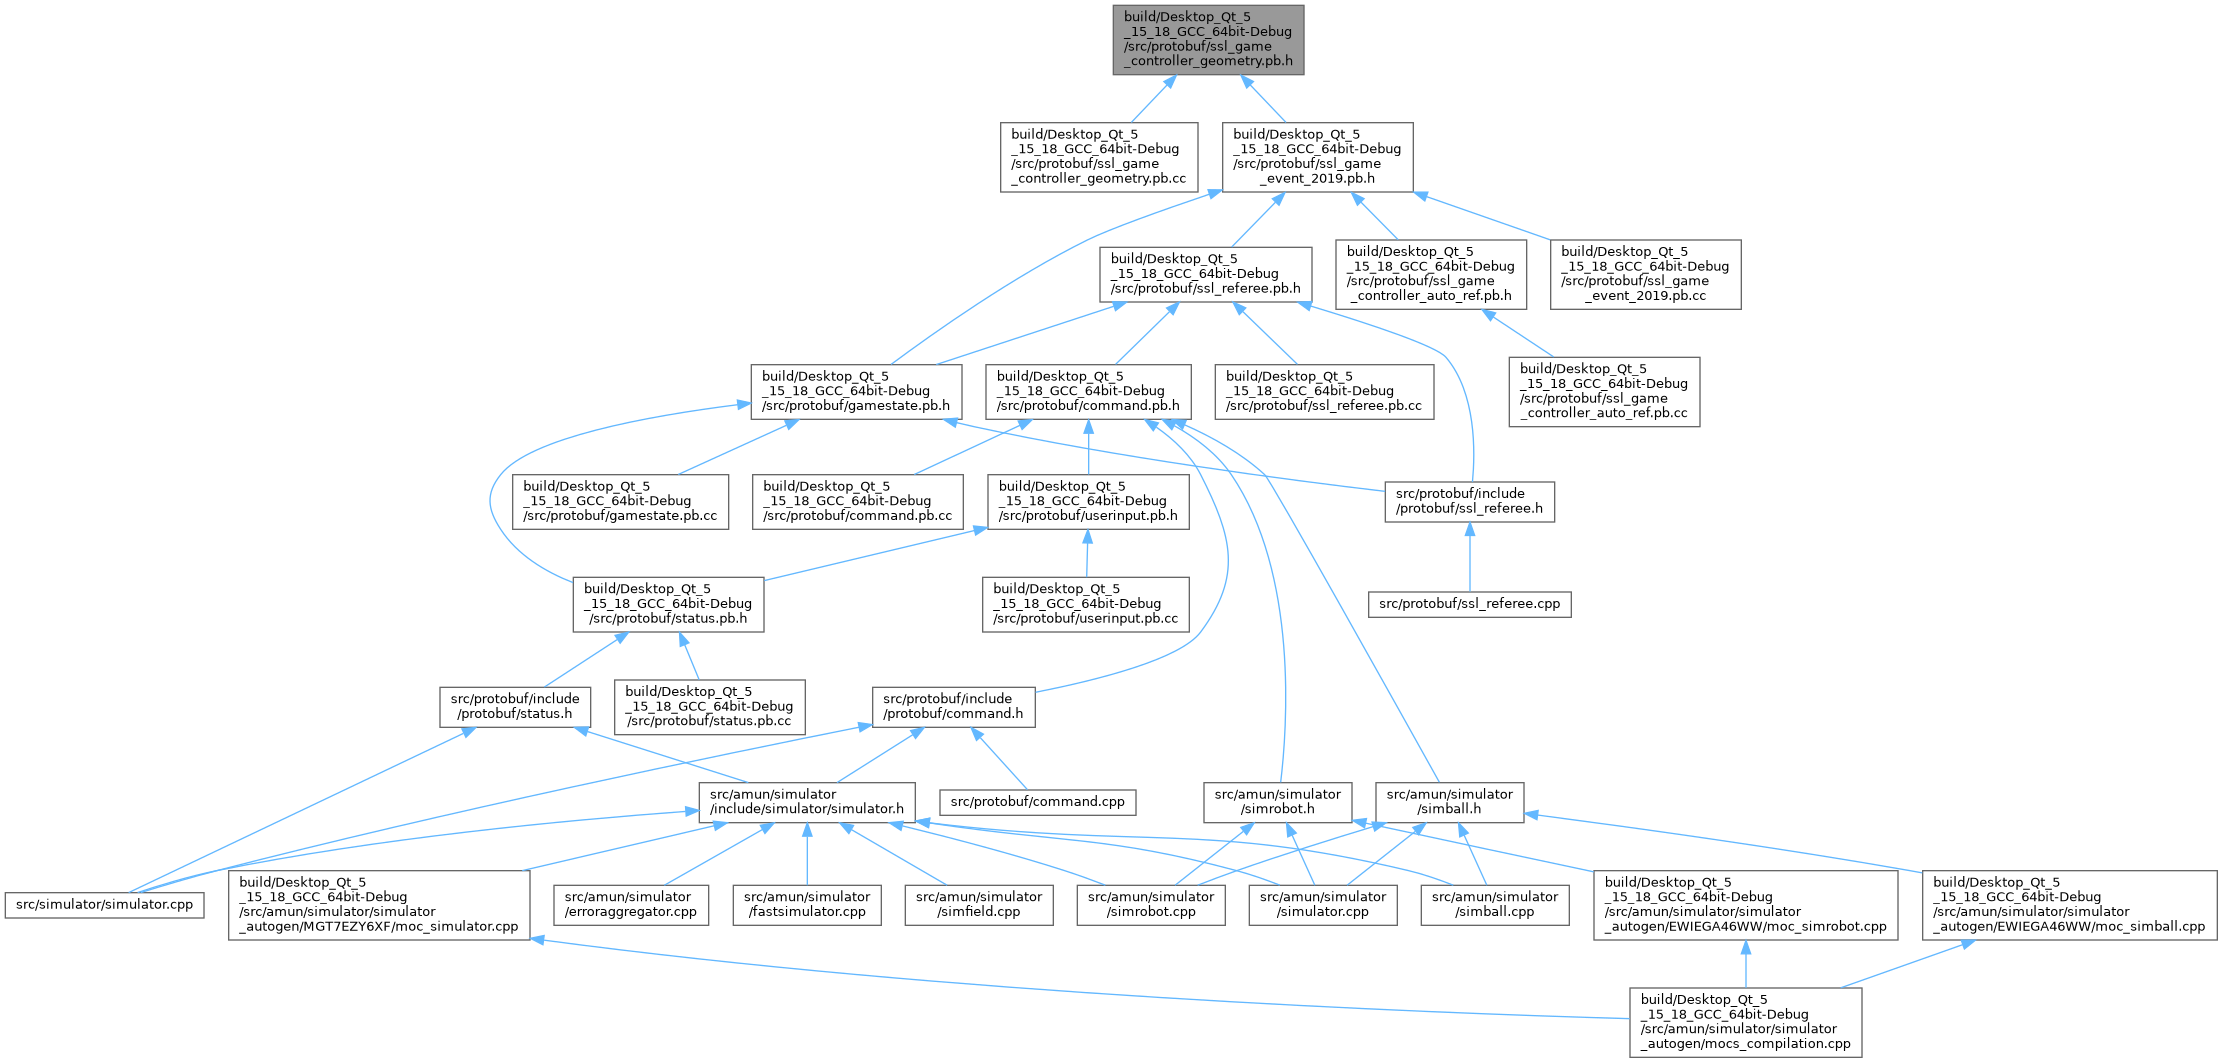 build/Desktop_Qt_5
_15_18_GCC_64bit-Debug
/src/protobuf/ssl_game
_controller_geometry.pb.h
build/Desktop_Qt_5
_15_18_GCC_64bit-Debug
/src/protobuf/ssl_game
_controller_geometry.pb.cc
build/Desktop_Qt_5
_15_18_GCC_64bit-Debug
/src/protobuf/ssl_game
_event_2019.pb.h
build/Desktop_Qt_5
_15_18_GCC_64bit-Debug
/src/protobuf/ssl_referee.pb.h
build/Desktop_Qt_5
_15_18_GCC_64bit-Debug
/src/protobuf/ssl_game
_controller_auto_ref.pb.h
build/Desktop_Qt_5
_15_18_GCC_64bit-Debug
/src/protobuf/ssl_game
_event_2019.pb.cc
build/Desktop_Qt_5
_15_18_GCC_64bit-Debug
/src/protobuf/gamestate.pb.h
build/Desktop_Qt_5
_15_18_GCC_64bit-Debug
/src/protobuf/command.pb.h
build/Desktop_Qt_5
_15_18_GCC_64bit-Debug
/src/protobuf/ssl_referee.pb.cc
build/Desktop_Qt_5
_15_18_GCC_64bit-Debug
/src/protobuf/ssl_game
_controller_auto_ref.pb.cc
build/Desktop_Qt_5
_15_18_GCC_64bit-Debug
/src/protobuf/gamestate.pb.cc
build/Desktop_Qt_5
_15_18_GCC_64bit-Debug
/src/protobuf/command.pb.cc
build/Desktop_Qt_5
_15_18_GCC_64bit-Debug
/src/protobuf/userinput.pb.h
src/protobuf/include
/protobuf/ssl_referee.h
build/Desktop_Qt_5
_15_18_GCC_64bit-Debug
/src/protobuf/status.pb.h
build/Desktop_Qt_5
_15_18_GCC_64bit-Debug
/src/protobuf/userinput.pb.cc
src/protobuf/ssl_referee.cpp
src/protobuf/include
/protobuf/status.h
build/Desktop_Qt_5
_15_18_GCC_64bit-Debug
/src/protobuf/status.pb.cc
src/protobuf/include
/protobuf/command.h
src/amun/simulator
/include/simulator/simulator.h
src/protobuf/command.cpp
src/amun/simulator
/simrobot.h
src/amun/simulator
/simball.h
src/simulator/simulator.cpp
build/Desktop_Qt_5
_15_18_GCC_64bit-Debug
/src/amun/simulator/simulator
_autogen/MGT7EZY6XF/moc_simulator.cpp
src/amun/simulator
/erroraggregator.cpp
src/amun/simulator
/fastsimulator.cpp
src/amun/simulator
/simfield.cpp
src/amun/simulator
/simrobot.cpp
src/amun/simulator
/simulator.cpp
src/amun/simulator
/simball.cpp
build/Desktop_Qt_5
_15_18_GCC_64bit-Debug
/src/amun/simulator/simulator
_autogen/EWIEGA46WW/moc_simrobot.cpp
build/Desktop_Qt_5
_15_18_GCC_64bit-Debug
/src/amun/simulator/simulator
_autogen/EWIEGA46WW/moc_simball.cpp
build/Desktop_Qt_5
_15_18_GCC_64bit-Debug
/src/amun/simulator/simulator
_autogen/mocs_compilation.cpp